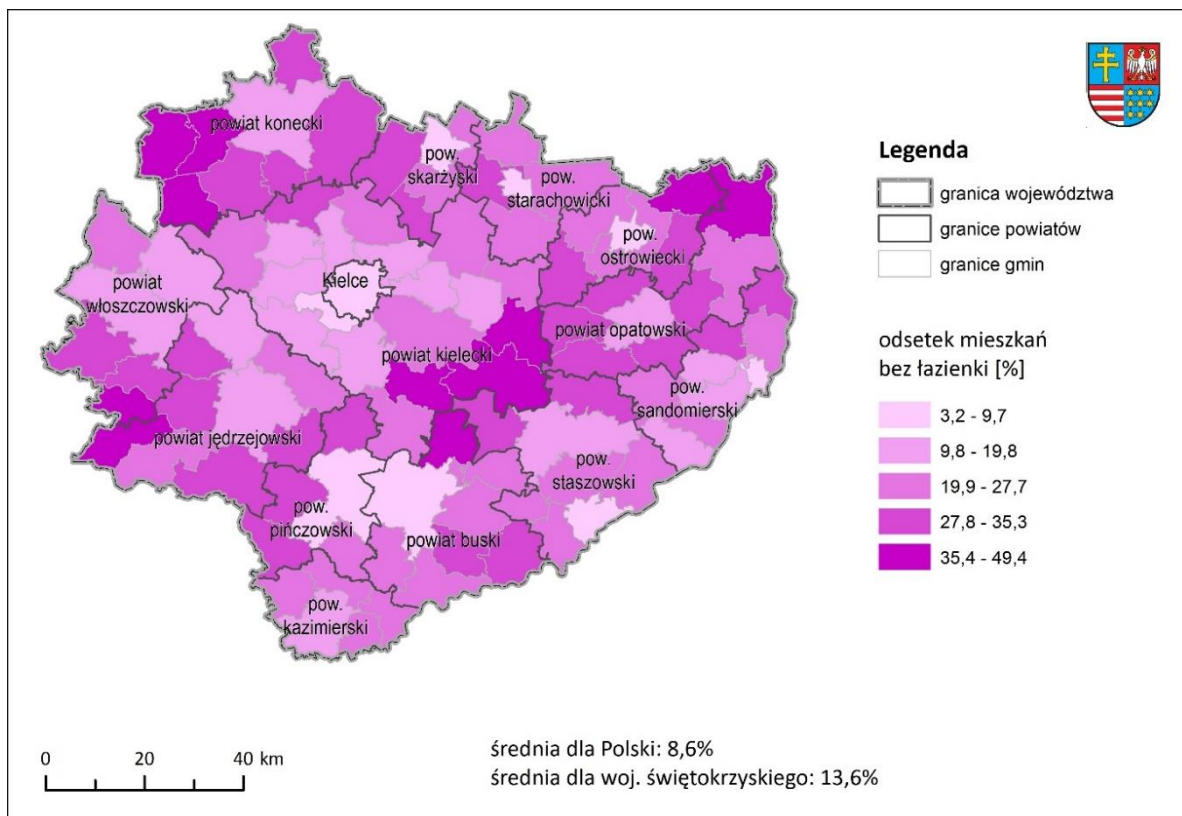 powiat konecki
pow.
skarżyski
pow.
starachowicki
pow.
ostrowiecki
Kielce
powiat
włoszczowski
powiat opatowski
powiat kielecki
pow.
sandomierski
powiat jędrzejowski
pow.
staszowski
pow.
pińczowski
powiat buski
pow.
kazimierski
Legenda
granica województwa
granice powiatów
granice gmin
odsetek mieszkań
bez łazienki [%]
3,2 - 9,7
9,8 - 19,8
19,9 - 27,7
27,8 - 35,3
35,4 - 49,4
0 20 40 km
średnia dla Polski: 8,6%
średnia dla woj. świętokrzyskiego: 13,6%